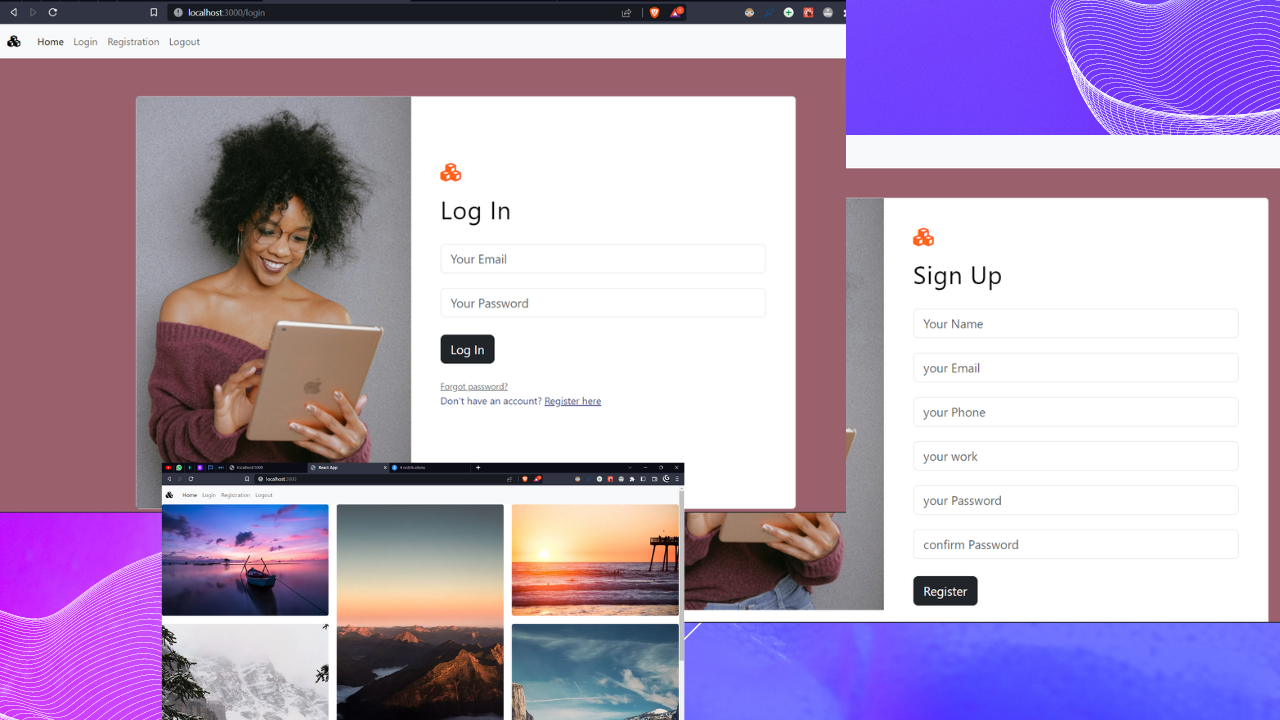 localhost:3000/login
Home Login Registration Logout
Log In
Your Email
Your Password
Log In
Forgot password?
Don't have an account? Register here
Sign Up
Your Name
your Email
your Phone
your work
your Password
confirm Password
Register
localhost:3000
React App
4 notifications
localhost:3000
Home Login Registration Logout